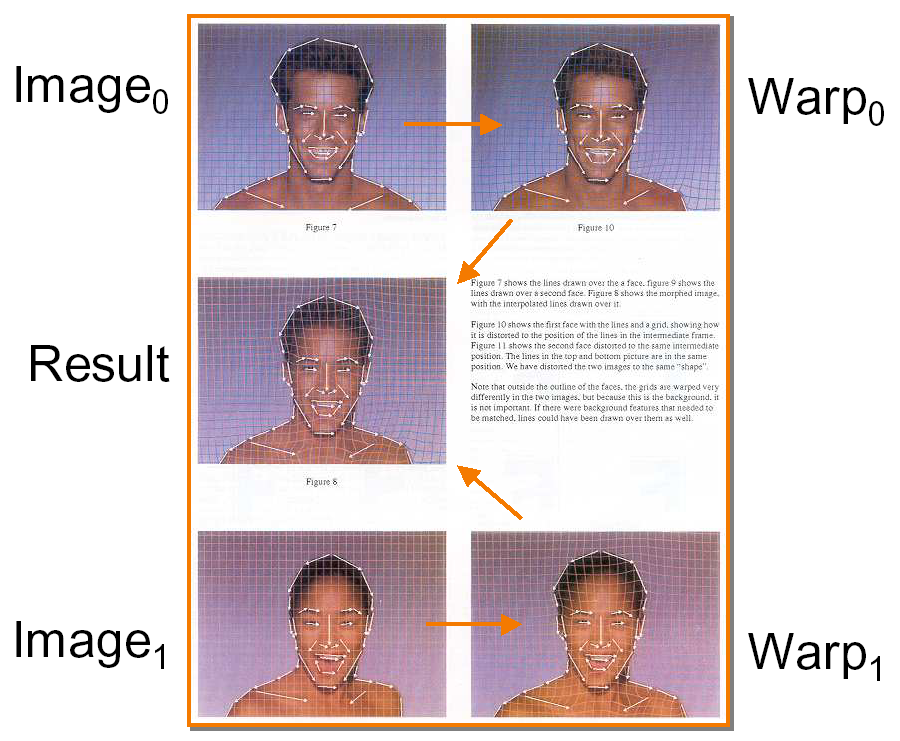 Image0
Warp0
Figure 7
Figure 10
Figure 7 shows the lines drawn over the a face, figure 9 shows the
lines drawn over a second face. Figure 8 shows the morphed image,
with the interpolated lines drawn over it.
Figure 10 shows the first face with the lines and a grid, showing how
it is distorted to the position of the lines in the intermediate frame.
Figure 11 shows the second face distorted to the same intermediate
position. The lines in the top and bottom picture are in the same
position. We have distorted the two images to the same "shape".
Note that outside the outline of the faces, the grids are warped very
differently in the two images, but because this is the background, it
is not important. If there were background features that needed to
be matched, lines could have been drawn over them as well.
Result
Figure 8
Image1
Warp1